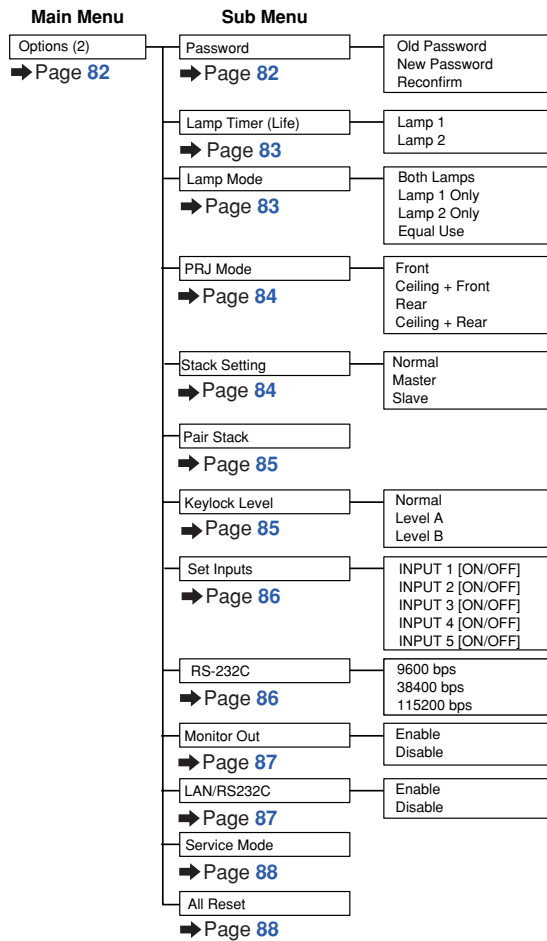 Main Menu
Sub Menu
Options (2)
Page 82
Password
Page 82
Old Password
New Password
Reconfirm
Lamp Timer (Life)
Page 83
Lamp 1
Lamp 2
Lamp Mode
Page 83
Both Lamps
Lamp 1 Only
Lamp 2 Only
Equal Use
PRJ Mode
Page 84
Front
Ceiling + Front
Rear
Ceiling + Rear
Stack Setting
Page 84
Normal
Master
Slave
Pair Stack
Page 85
Keylock Level
Page 85
Normal
Level A
Level B
Set Inputs
Page 86
INPUT 1 [ON/OFF]
INPUT 2 [ON/OFF]
INPUT 3 [ON/OFF]
INPUT 4 [ON/OFF]
INPUT 5 [ON/OFF]
RS-232C
Page 86
9600 bps
38400 bps
115200 bps
Monitor Out
Page 87
Enable
Disable
LAN/RS232C
Page 87
Enable
Disable
Service Mode
Page 88
All Reset
Page 88